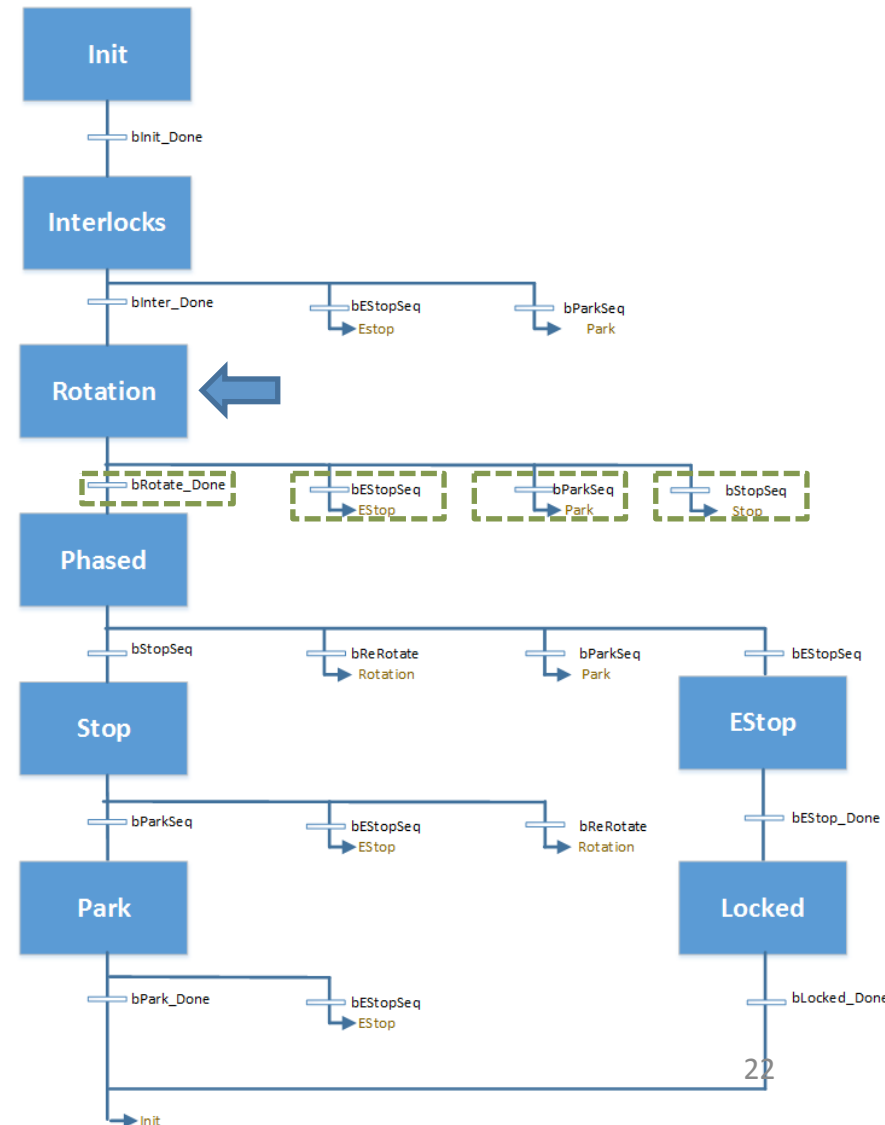 Init
bInit_Done
Interlocks
bInter_Done
bEStopSeq
Estop
bParkSeq
Park
Rotation
bRotate_Done
bEStopSeq
EStop
bParkSeq
Park
bStopSeq
Stop
Phased
bStopSeq
bReRotate
Rotation
bParkSeq
Park
bEStopSeq
Stop
EStop
bParkSeq
bEStopSeq
EStop
bReRotate
Rotation
bEStop_Done
Park
Locked
bPark_Done
bEStopSeq
EStop
bLocked_Done
22
Init